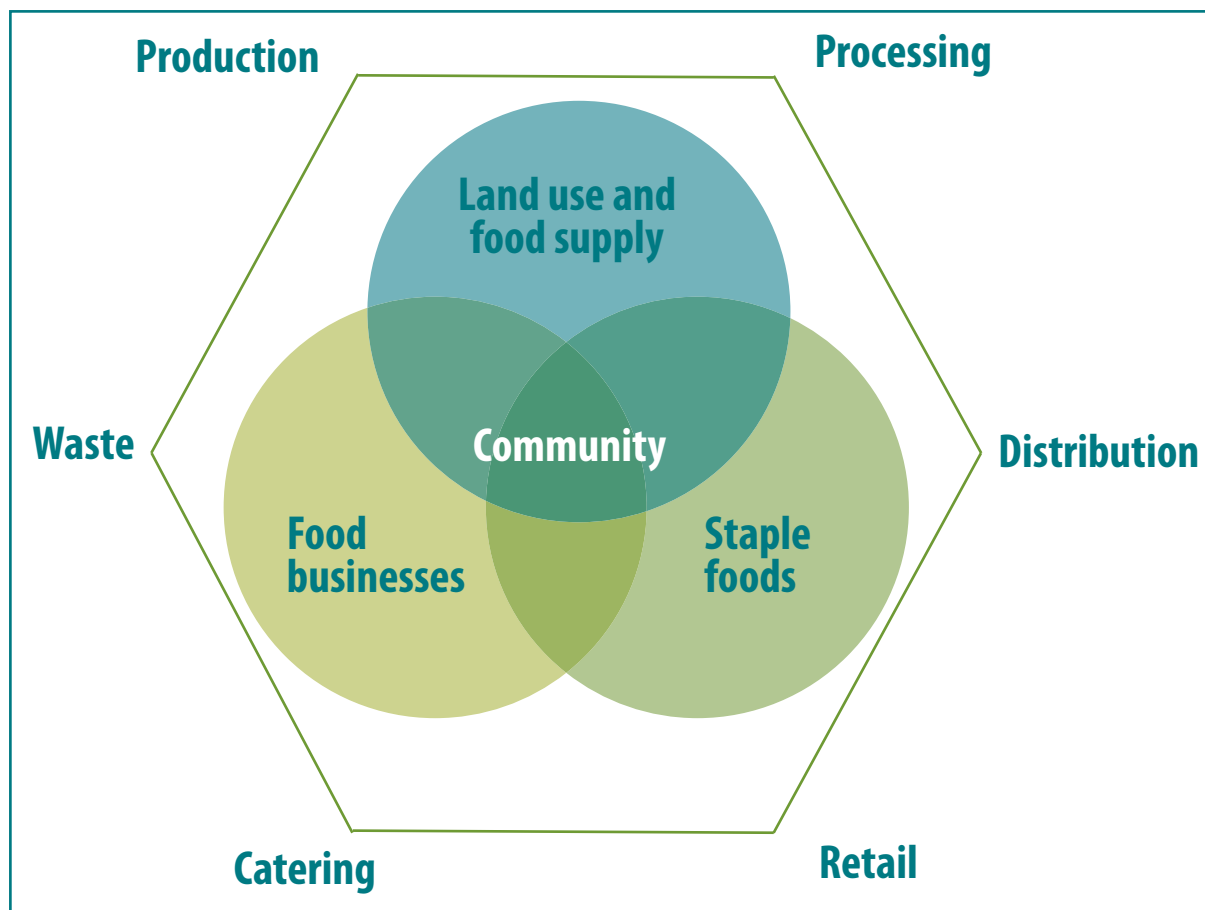 Production
Processing
Land use and
food supply
Waste
Community
Distribution
Food
businesses
Staple
foods
Catering
Retail